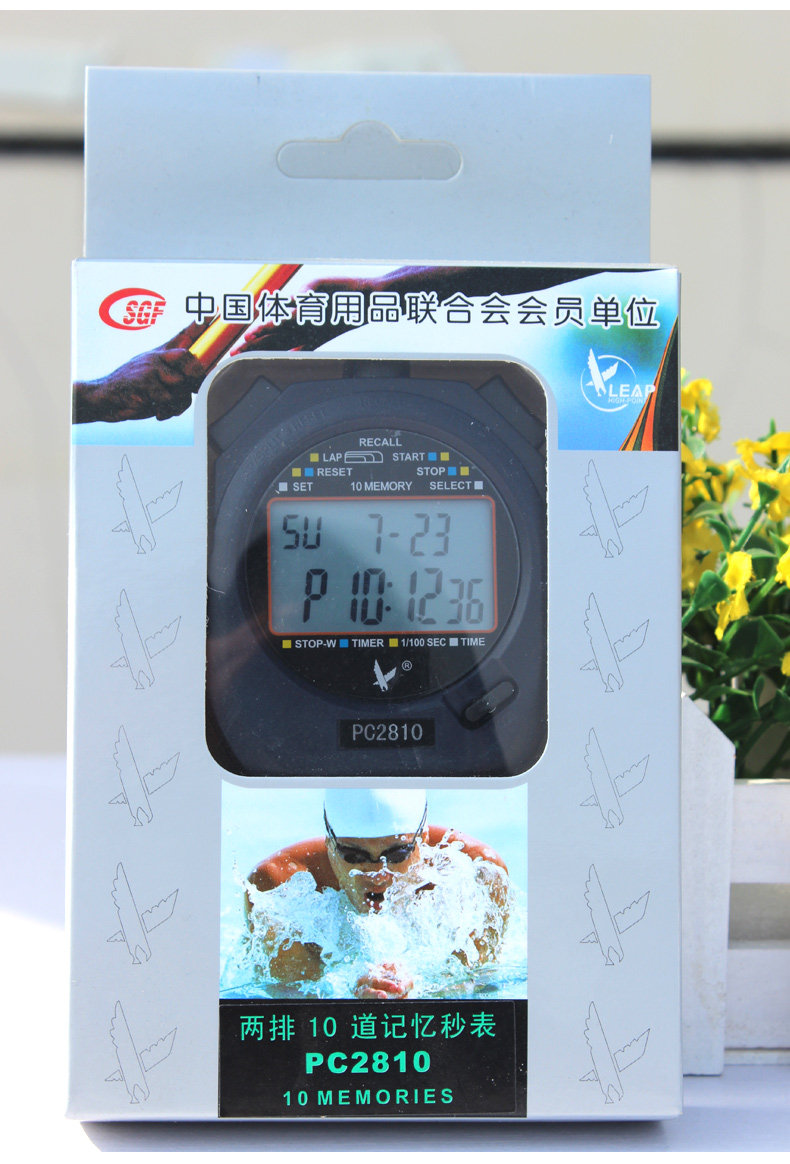 SGF 中国体育用品联合会会员单位
LEAP
HIGH-POINT
RECALL
LAP START
RESET STOP
SET 10 MEMORY SELECT
SU 7-23
P 10:12 36
STOP-W TIMER 1/100 SEC TIME
®
PC2810
两排 10 道记忆秒表
PC2810
10 MEMORIES